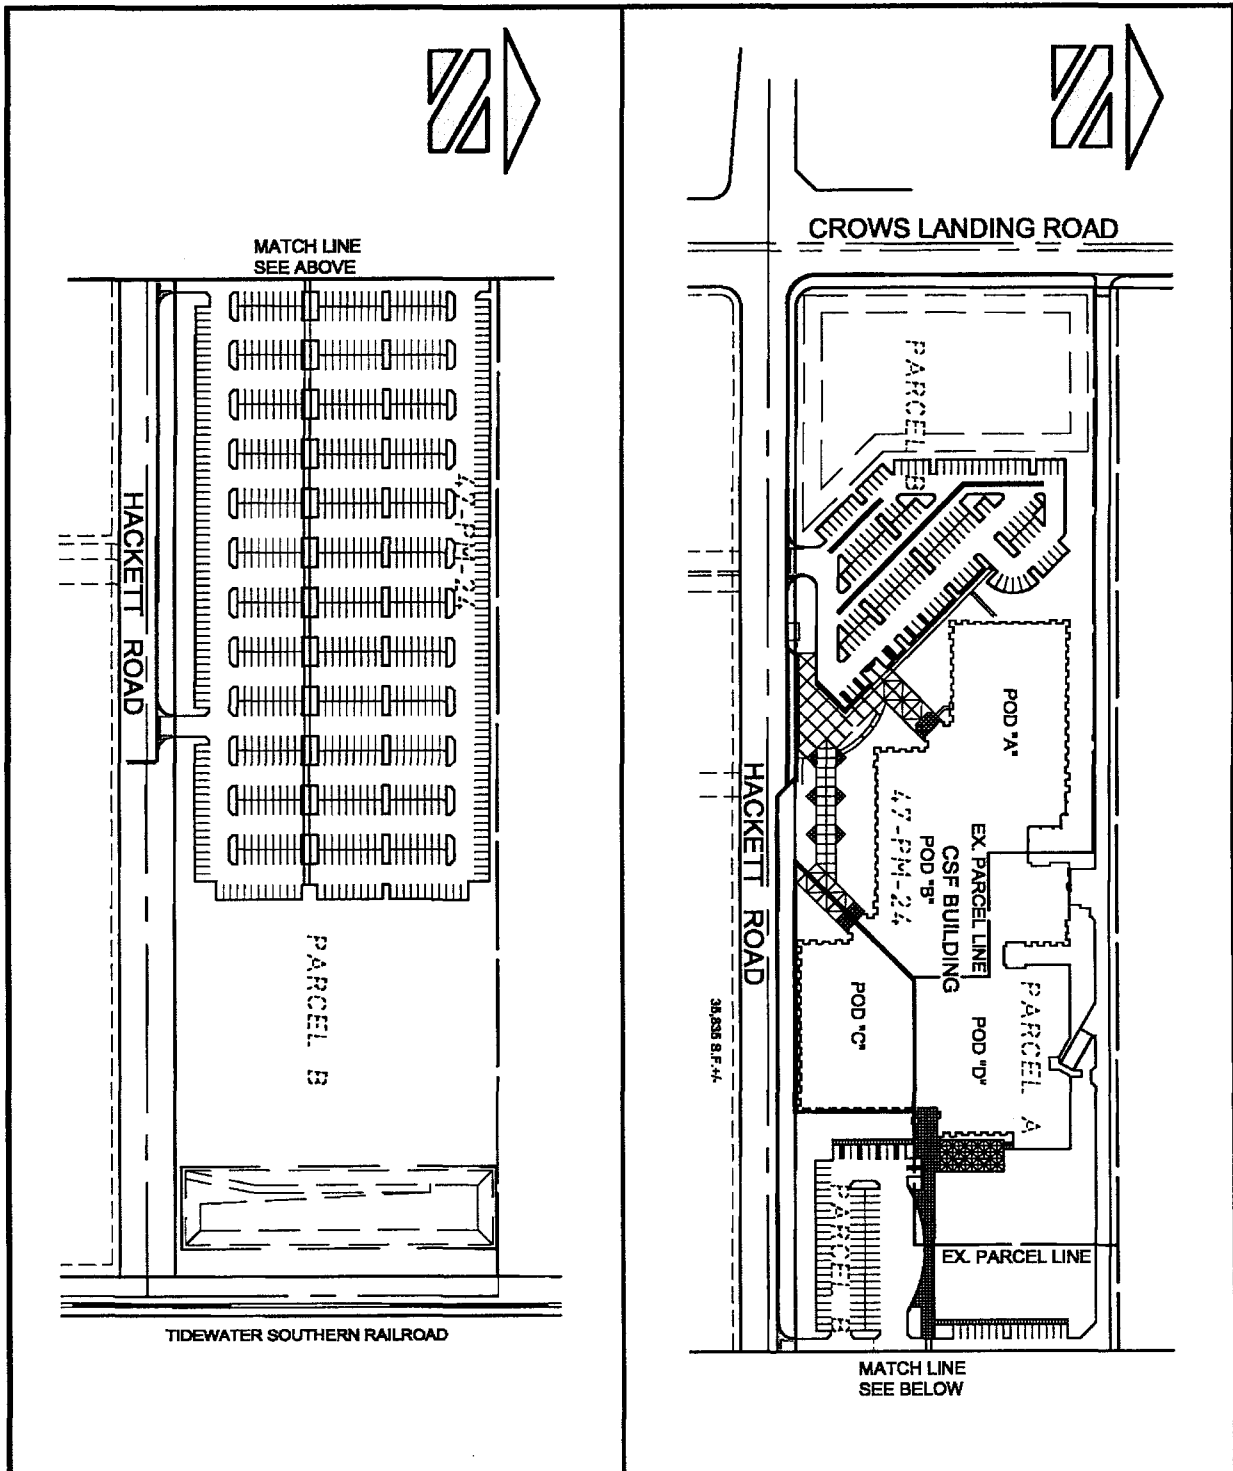 MATCH LINE
SEE ABOVE
HACKETT ROAD
47-PM-24
PARCEL B
TIDEWATER SOUTHERN RAILROAD
CROWS LANDING ROAD
PARCEL B
POD "A"
HACKETT ROAD
47-PM-24
POD "B"
CSF BUILDING
EX. PARCEL LINE
POD "C"
POD "D"
PARCEL A
EX. PARCEL LINE
MATCH LINE
SEE BELOW